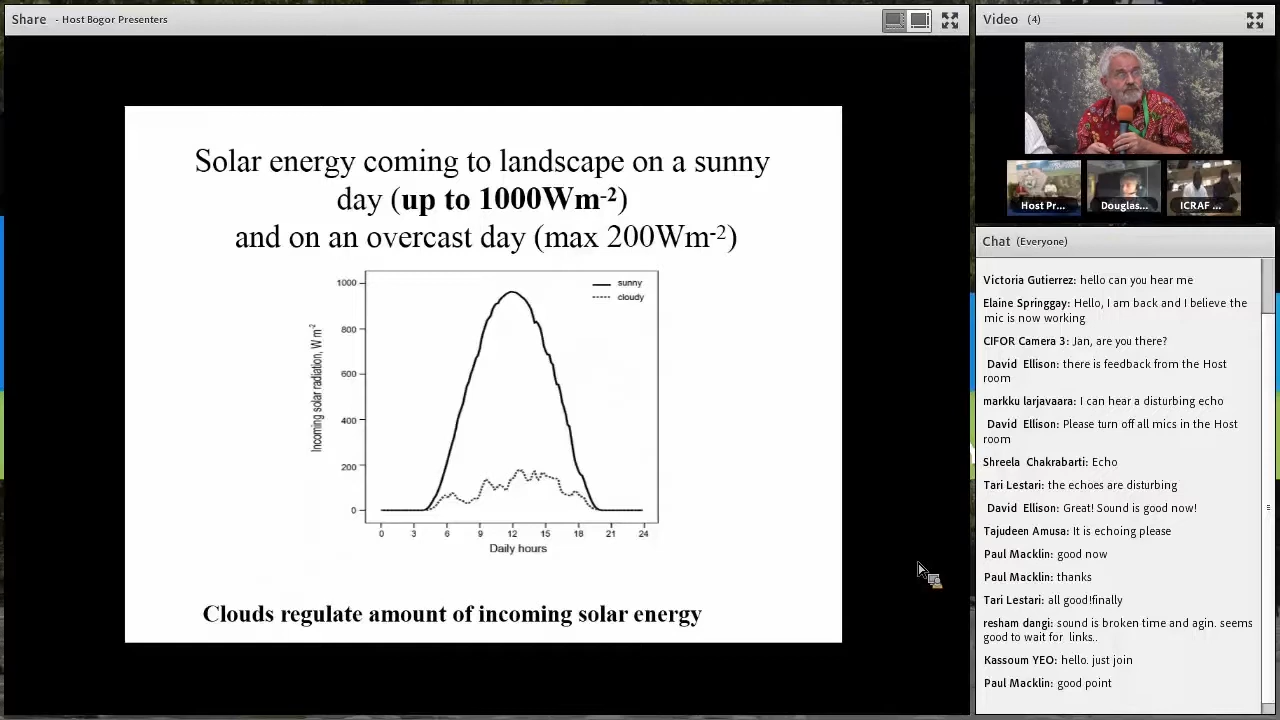 Share - Host Bogor Presenters
Solar energy coming to landscape on a sunny
day (up to 1000Wm-2)
and on an overcast day (max 200Wm-2)
Incoming solar radiation, W m-2
1000
800
600
400
200
0
sunny
cloudy
0 3 6 9 12 15 18 21 24
Daily hours
Clouds regulate amount of incoming solar energy
Video (4)
Host Pr...
Douglas...
ICRAF ...
Chat (Everyone)
Victoria Gutierrez: hello can you hear me
Elaine Springgay: Hello, I am back and I believe the
mic is now working
CIFOR Camera 3: Jan, are you there?
David Ellison: there is feedback from the Host
room
markku larjavaara: I can hear a disturbing echo
David Ellison: Please turn off all mics in the Host
room
Shreela Chakrabarti: Echo
Tari Lestari: the echoes are disturbing
David Ellison: Great! Sound is good now!
Tajudeen Amusa: It is echoing please
Paul Macklin: good now
Paul Macklin: thanks
Tari Lestari: all good!finally
resham dangi: sound is broken time and agin. seems
good to wait for links..
Kassoum YEO: hello. just join
Paul Macklin: good point